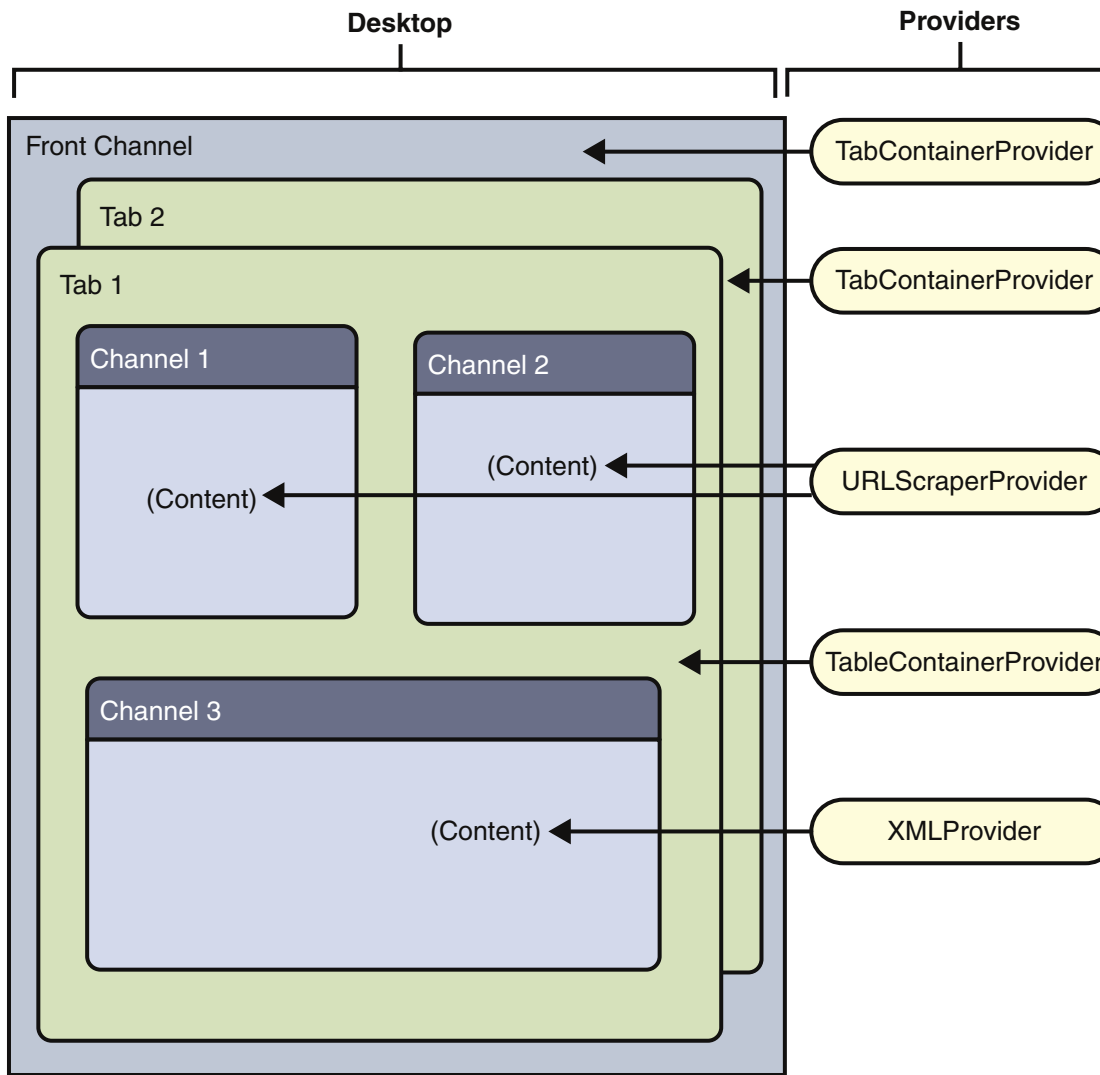 Desktop
Providers
Front Channel
TabContainerProvider
Tab 2
TabContainerProvider
Tab 1
Channel 1
Channel 2
(Content)
(Content)
URLScraperProvider
TableContainerProvider
Channel 3
(Content)
XMLProvider